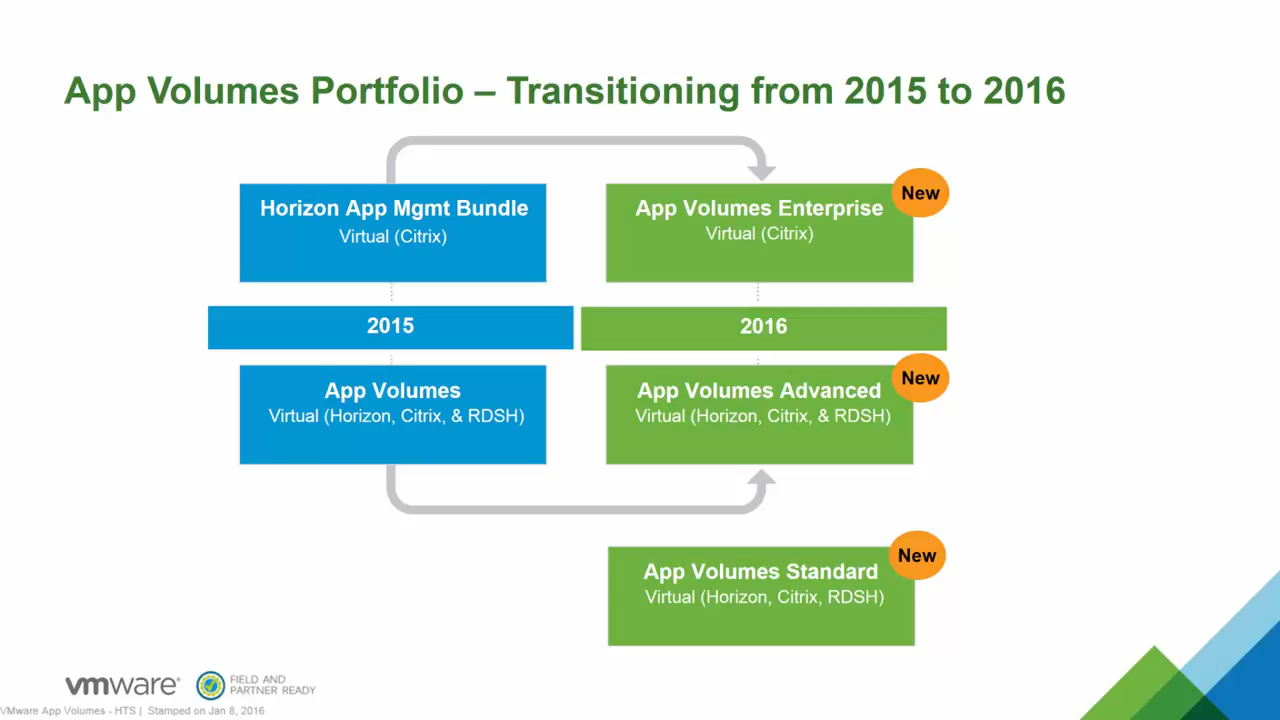 App Volumes Portfolio – Transitioning from 2015 to 2016
Horizon App Mgmt Bundle
Virtual (Citrix)
New
App Volumes Enterprise
Virtual (Citrix)
2015
2016
App Volumes
Virtual (Horizon, Citrix, & RDSH)
New
App Volumes Advanced
Virtual (Horizon, Citrix, & RDSH)
New
App Volumes Standard
Virtual (Horizon, Citrix, RDSH)
vmware®
FIELD AND
PARTNER READY
VMware App Volumes - HTS | Stamped on Jan 8, 2016